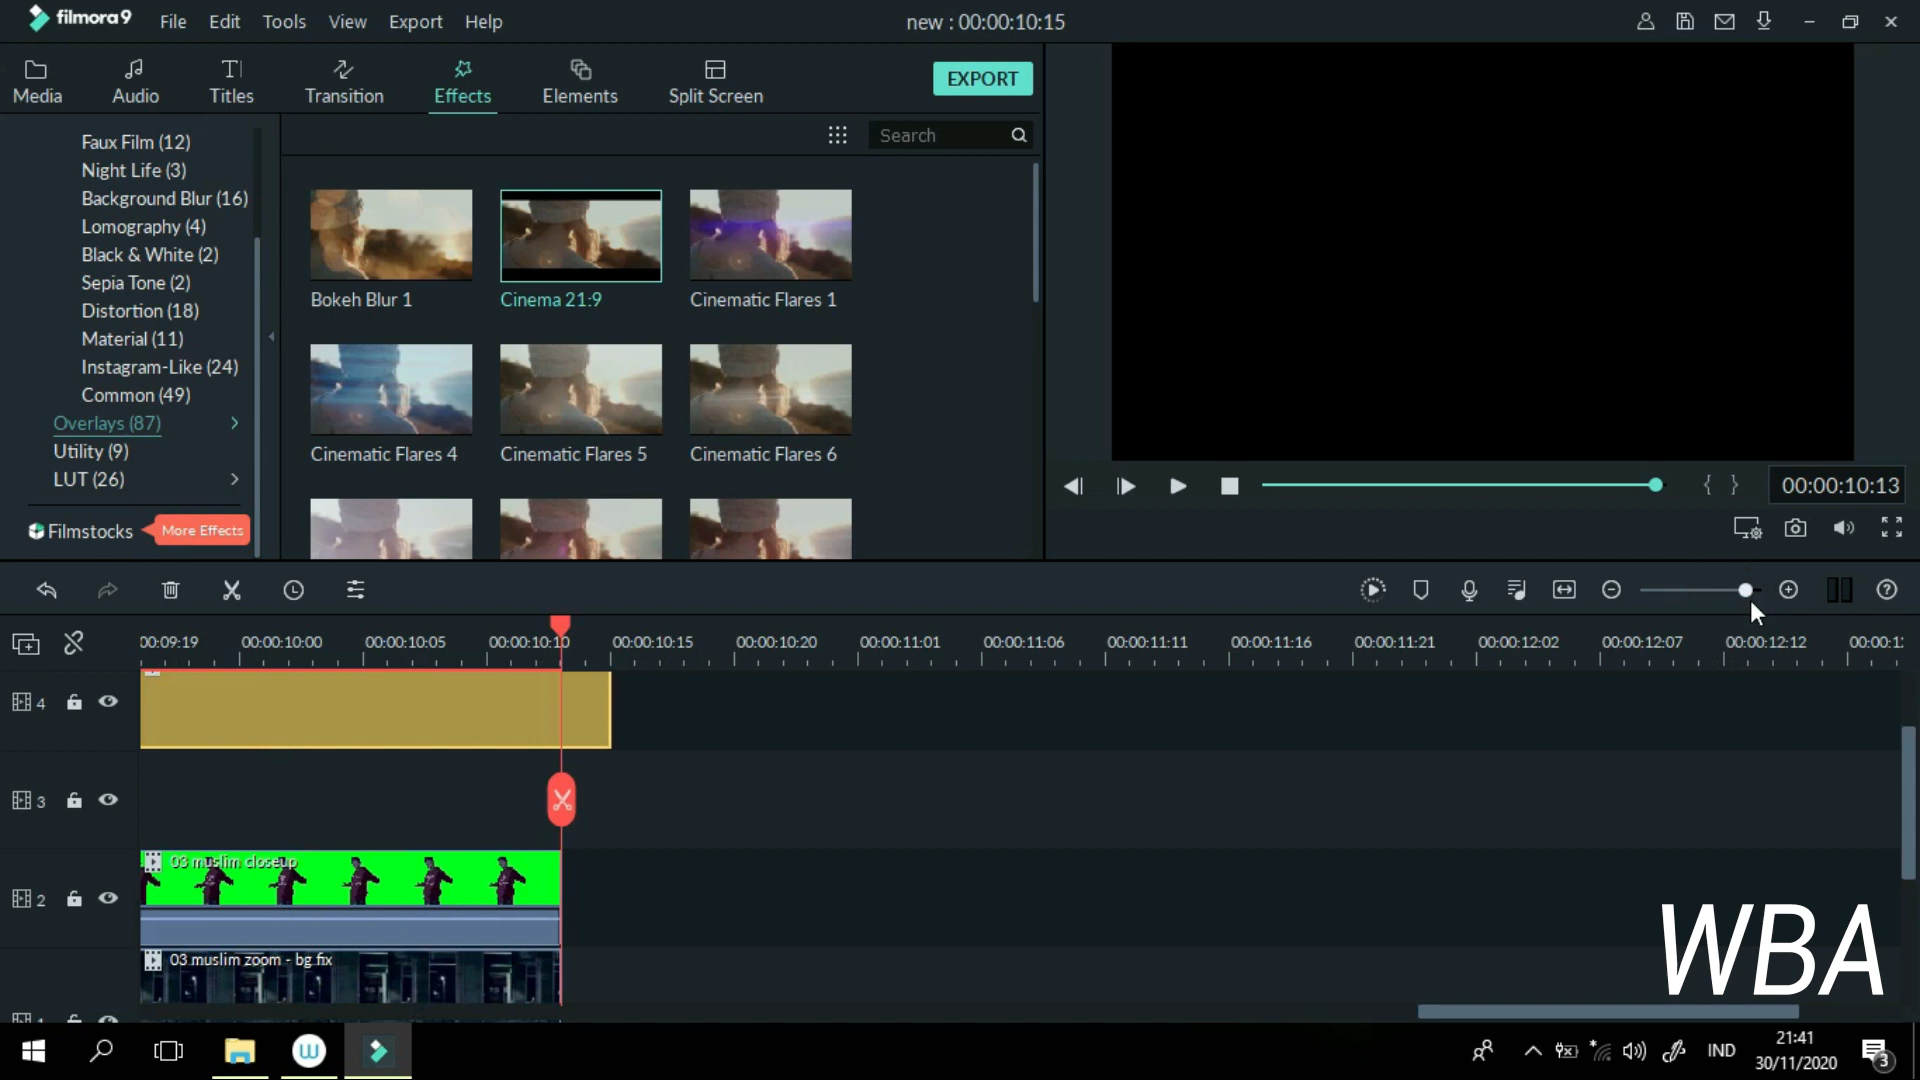 filmora9 File Edit Tools View Export Help
new : 00:00:10:15
Media Audio Titles Transition Effects Elements Split Screen
EXPORT
Search
Faux Film (12)
Night Life (3)
Background Blur (16)
Lomography (4)
Black & White (2)
Sepia Tone (2)
Distortion (18)
Material (11)
Instagram-Like (24)
Common (49)
Overlays (87)
Utility (9)
LUT (26)
Filmstocks More Effects
Bokeh Blur 1 Cinema 21:9 Cinematic Flares 1
Cinematic Flares 4 Cinematic Flares 5 Cinematic Flares 6
{ } 00:00:10:13
00:09:19 00:00:10:00 00:00:10:05 00:00:10:10 00:00:10:15 00:00:10:20 00:00:11:01 00:00:11:06 00:00:11:11 00:00:11:16 00:00:11:21 00:00:12:02 00:00:12:07 00:00:12:12
4
3
03 muslim closeup
2
03 muslim zoom - bg fix
WBA
IND
21:41
30/11/2020
3